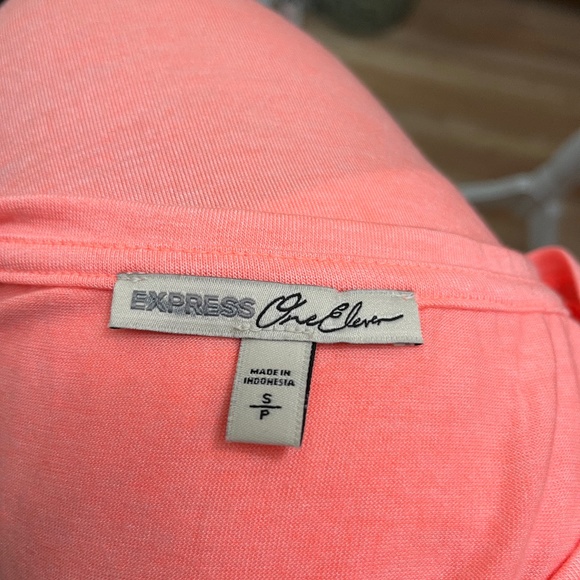 EXPRESS One Eleven
MADE IN
INDONESIA
S
P